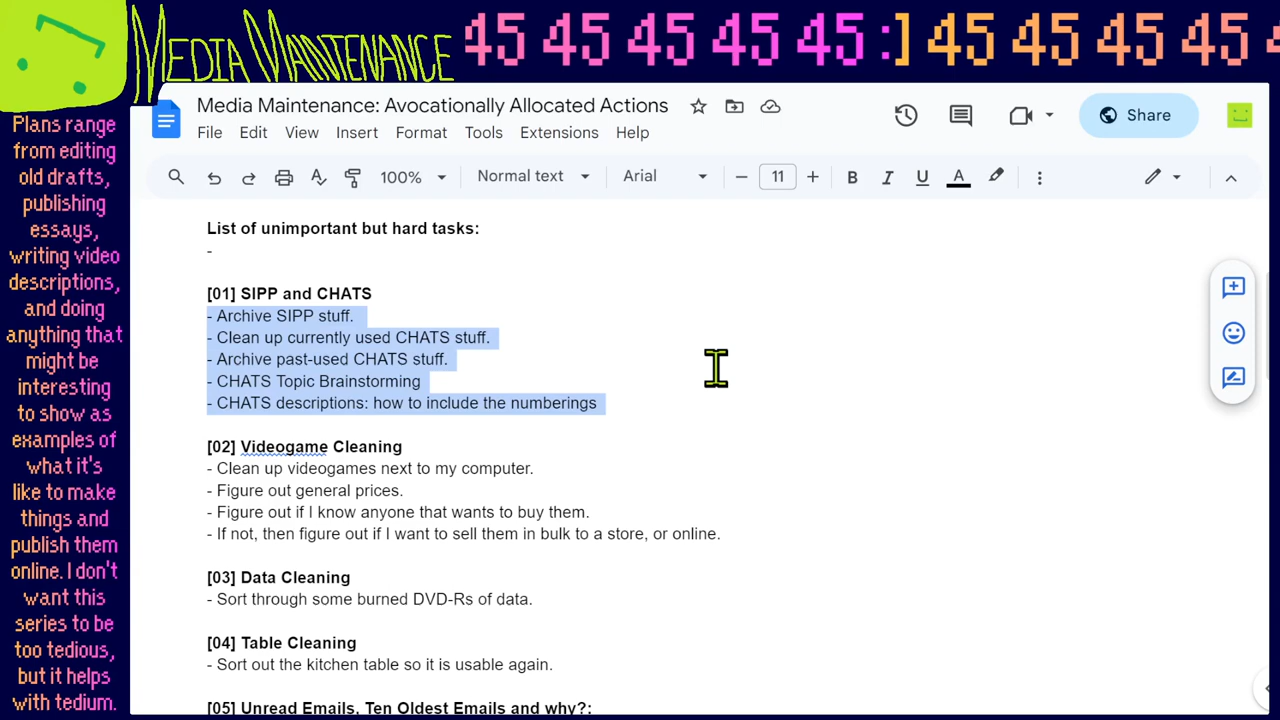 MEDIA MAINTENANCE
45 45 45 45 45 :] 45 45 45 45 4
Plans range
from editing
old drafts,
publishing
essays,
writing video
descriptions,
and doing
anything that
might be
interesting
to show as
examples of
what it's
like to make
things and
publish them
online. I don't
want this
series to be
too tedious,
but it helps
with tedium.
Media Maintenance: Avocationally Allocated Actions
File Edit View Insert Format Tools Extensions Help
Share
100% Normal text Arial 11 B I U A
List of unimportant but hard tasks:
-
[01] SIPP and CHATS
- Archive SIPP stuff.
- Clean up currently used CHATS stuff.
- Archive past-used CHATS stuff.
- CHATS Topic Brainstorming
- CHATS descriptions: how to include the numberings
[02] Videogame Cleaning
- Clean up videogames next to my computer.
- Figure out general prices.
- Figure out if I know anyone that wants to buy them.
- If not, then figure out if I want to sell them in bulk to a store, or online.
[03] Data Cleaning
- Sort through some burned DVD-Rs of data.
[04] Table Cleaning
- Sort out the kitchen table so it is usable again.
[05] Unread Emails. Ten Oldest Emails and why?: